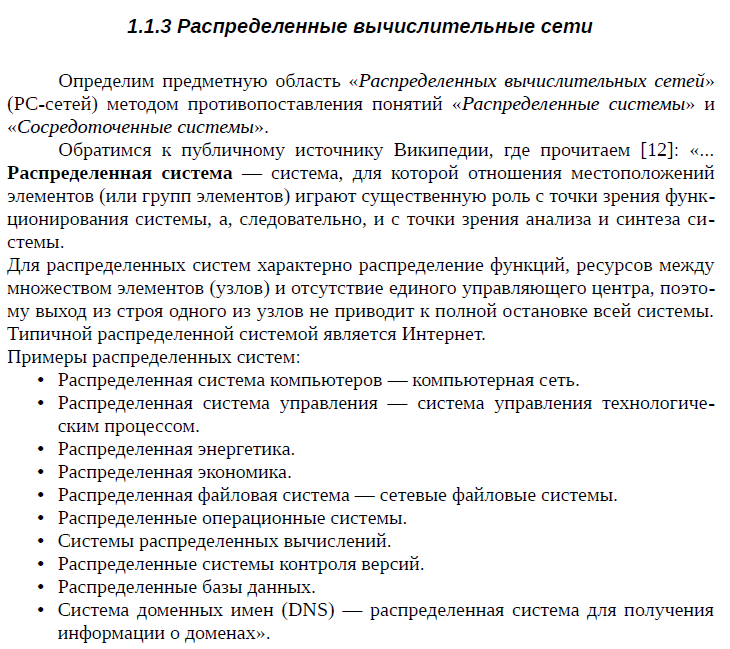 1.1.3 Распределенные вычислительные сети
Определим предметную область «Распределенных вычислительных сетей»
(РС-сетей) методом противопоставления понятий «Распределенные системы» и
«Сосредоточенные системы».
Обратимся к публичному источнику Википедии, где прочитаем [12]: «...
Распределенная система — система, для которой отношения местоположений
элементов (или групп элементов) играют существенную роль с точки зрения функ-
ционирования системы, а, следовательно, и с точки зрения анализа и синтеза си-
стемы.
Для распределенных систем характерно распределение функций, ресурсов между
множеством элементов (узлов) и отсутствие единого управляющего центра, поэто-
му выход из строя одного из узлов не приводит к полной остановке всей системы.
Типичной распределенной системой является Интернет.
Примеры распределенных систем:
• Распределенная система компьютеров — компьютерная сеть.
• Распределенная система управления — система управления технологиче-
ским процессом.
• Распределенная энергетика.
• Распределенная экономика.
• Распределенная файловая система — сетевые файловые системы.
• Распределенные операционные системы.
• Системы распределенных вычислений.
• Распределенные системы контроля версий.
• Распределенные базы данных.
• Система доменных имен (DNS) — распределенная система для получения
информации о доменах».